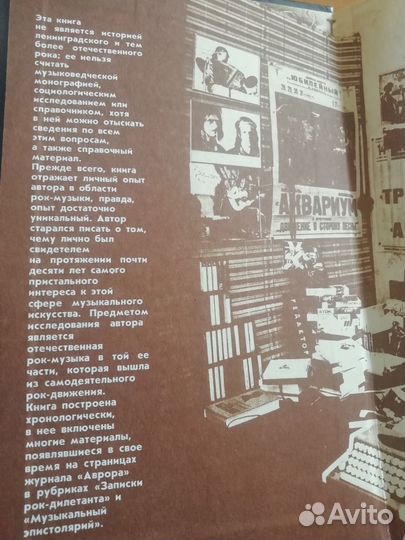 Эта книга
не является историей
ленинградского и тем
более отечественного
рока; ее нельзя
считать
музыковедческой
монографией,
социологическим
исследованием или
справочником, хотя
в ней можно отыскать
сведения по всем
этим вопросам,
а также справочный
материал.
Прежде всего, книга
отражает личный опыт
автора в области
рок-музыки, правда,
опыт достаточно
уникальный. Автор
старался писать о том,
чему лично был
свидетелем
на протяжении почти
десяти лет самого
пристального
интереса к этой
сфере музыкального
искусства. Предметом
исследования автора
является
отечественная
рок-музыка в той ее
части, которая вышла
из самодеятельного
рок-движения.
Книга построена
хронологически,
в нее включены
многие материалы,
появлявшиеся в свое
время на страницах
журнала «Аврора»
в рубриках «Записки
рок-дилетанта» и
«Музыкальный
эпистолярий».
ЮБИЛЕЙНЫЙ
АКВАРИУМ
В СТОРОНУ ВЕСНЫ
РЕДАКТОР
ТР
А
Avito